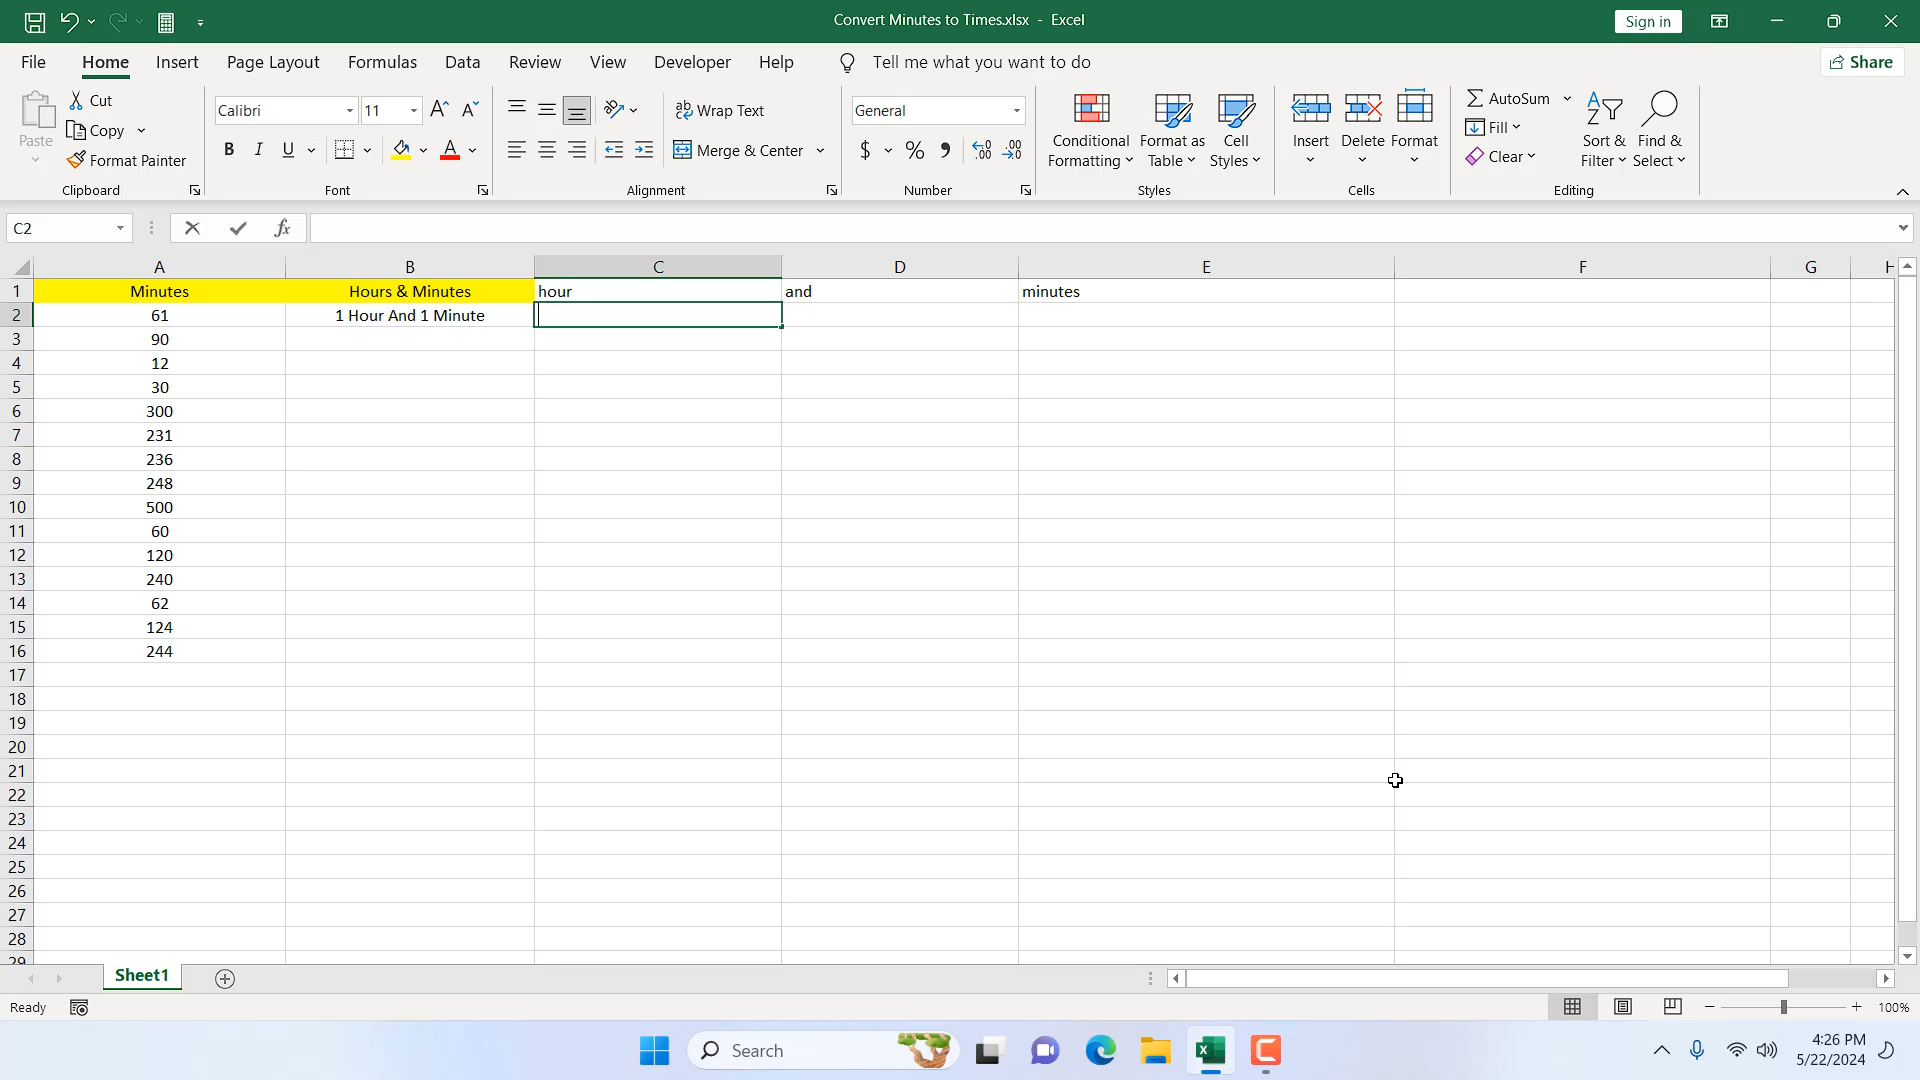 Convert Minutes to Times.xlsx - Excel
Sign in
File Home Insert Page Layout Formulas Data Review View Developer Help Tell me what you want to do Share
Paste
Cut
Copy
Format Painter
Clipboard
Calibri 11
B I U
Font
Wrap Text
Merge & Center
Alignment
General
$ % ,
Number
Conditional Formatting
Format as Table
Cell Styles
Styles
Insert Delete Format
Cells
AutoSum
Fill
Clear
Sort & Filter
Find & Select
Editing
C2 fx
A B C D E F G H
1 Minutes Hours & Minutes hour and minutes
2 61 1 Hour And 1 Minute
3 90
4 12
5 30
6 300
7 231
8 236
9 248
10 500
11 60
12 120
13 240
14 62
15 124
16 244
17
18
19
20
21
22
23
24
25
26
27
28
29
Sheet1
Ready 100%
Search
4:26 PM
5/22/2024